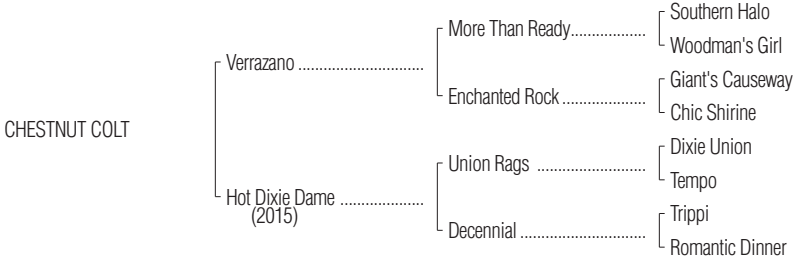 Southern Halo
More Than Ready..................
Woodman's Girl
Verrazano ..............................
Giant's Causeway
Enchanted Rock ....................
Chic Shirine
CHESTNUT COLT
Dixie Union
Union Rags ..........................
Tempo
Hot Dixie Dame ....................
(2015)
Trippi
Decennial ..............................
Romantic Dinner